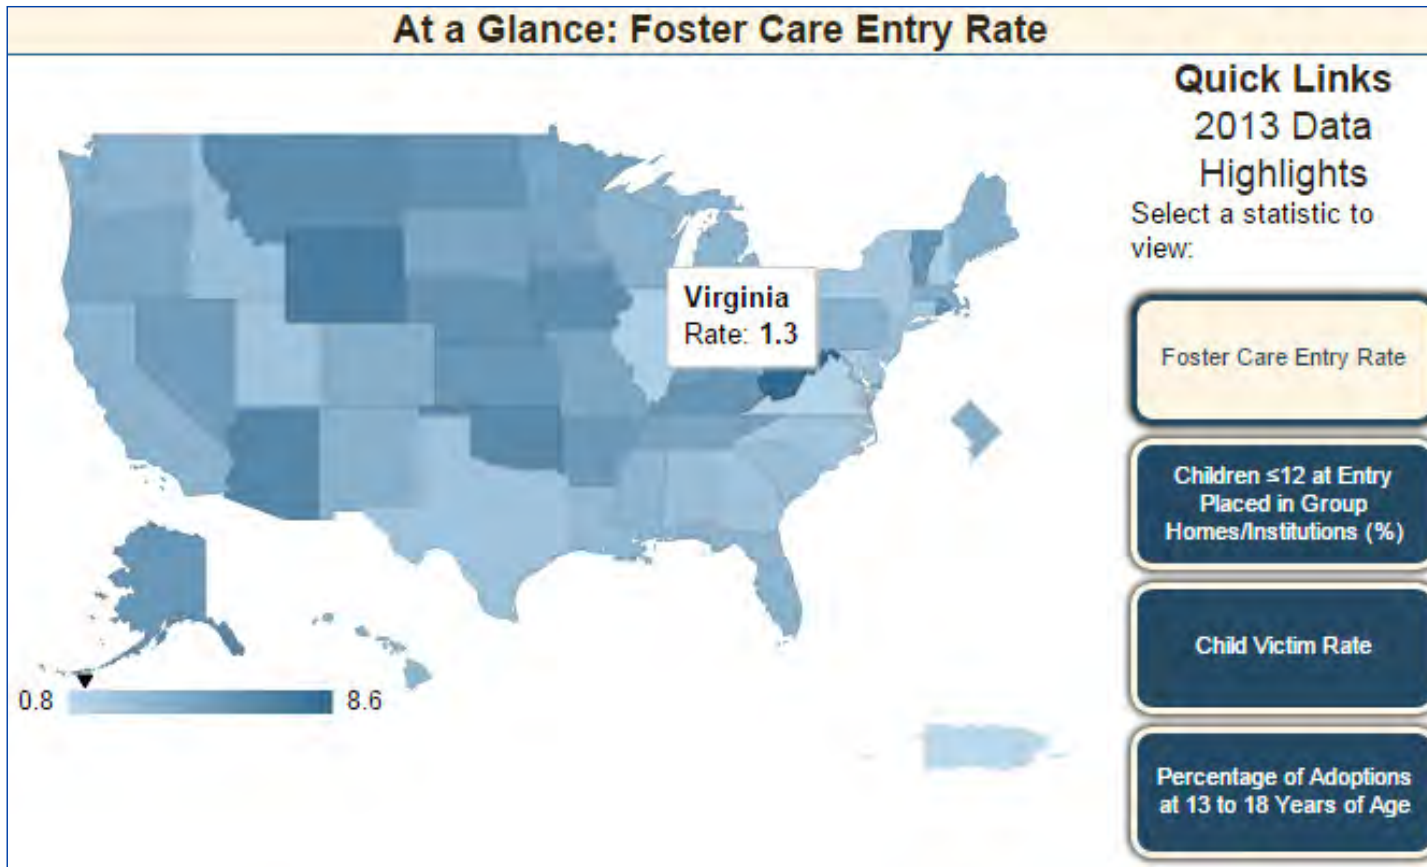 At a Glance: Foster Care Entry Rate
Quick Links
2013 Data
Highlights
Select a statistic to
view:
Virginia
Rate: 1.3
Foster Care Entry Rate
Children ≤12 at Entry
Placed in Group
Homes/Institutions (%)
Child Victim Rate
Percentage of Adoptions
at 13 to 18 Years of Age
0.8
8.6